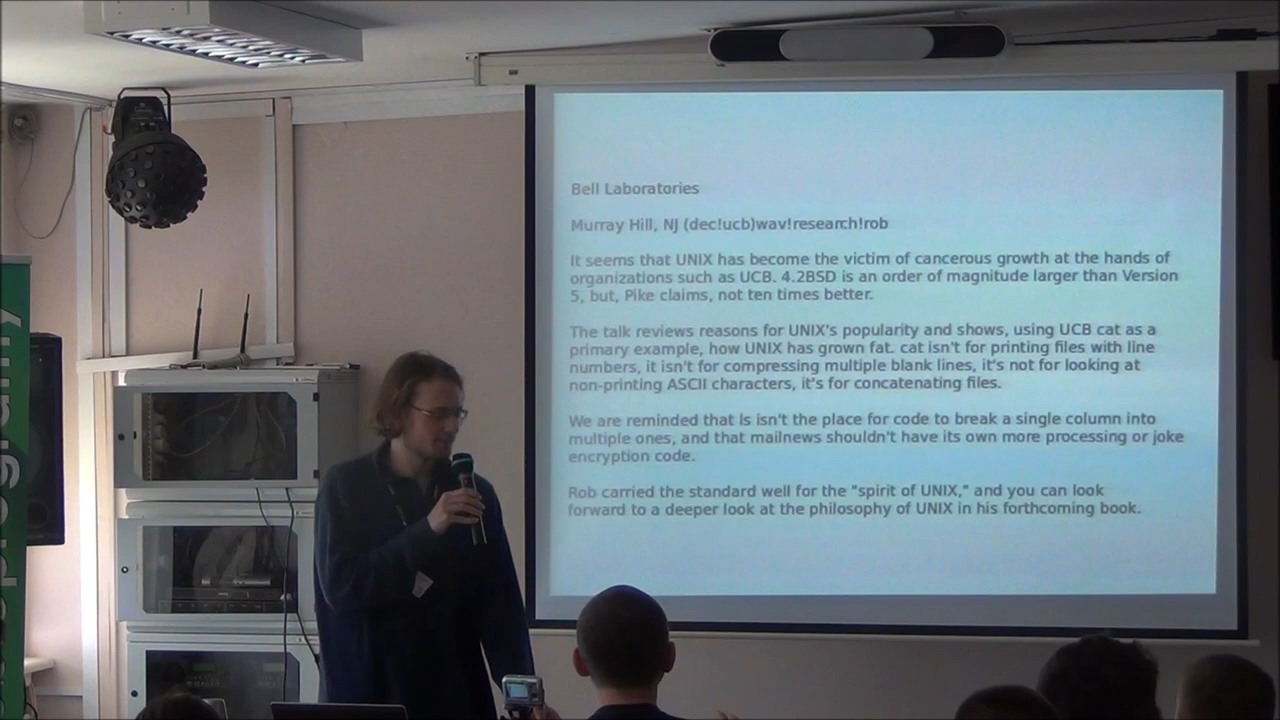 Bell Laboratories
Murray Hill, NJ (dec!ucb)wav!research!rob
It seems that UNIX has become the victim of cancerous growth at the hands of
organizations such as UCB. 4.2BSD is an order of magnitude larger than Version
5, but, Pike claims, not ten times better.
The talk reviews reasons for UNIX's popularity and shows, using UCB cat as a
primary example, how UNIX has grown fat. cat isn't for printing files with line
numbers, it isn't for compressing multiple blank lines, it's not for looking at
non-printing ASCII characters, it's for concatenating files.
We are reminded that ls isn't the place for code to break a single column into
multiple ones, and that mailnews shouldn't have its own more processing or joke
encryption code.
Rob carried the standard well for the "spirit of UNIX," and you can look
forward to a deeper look at the philosophy of UNIX in his forthcoming book.